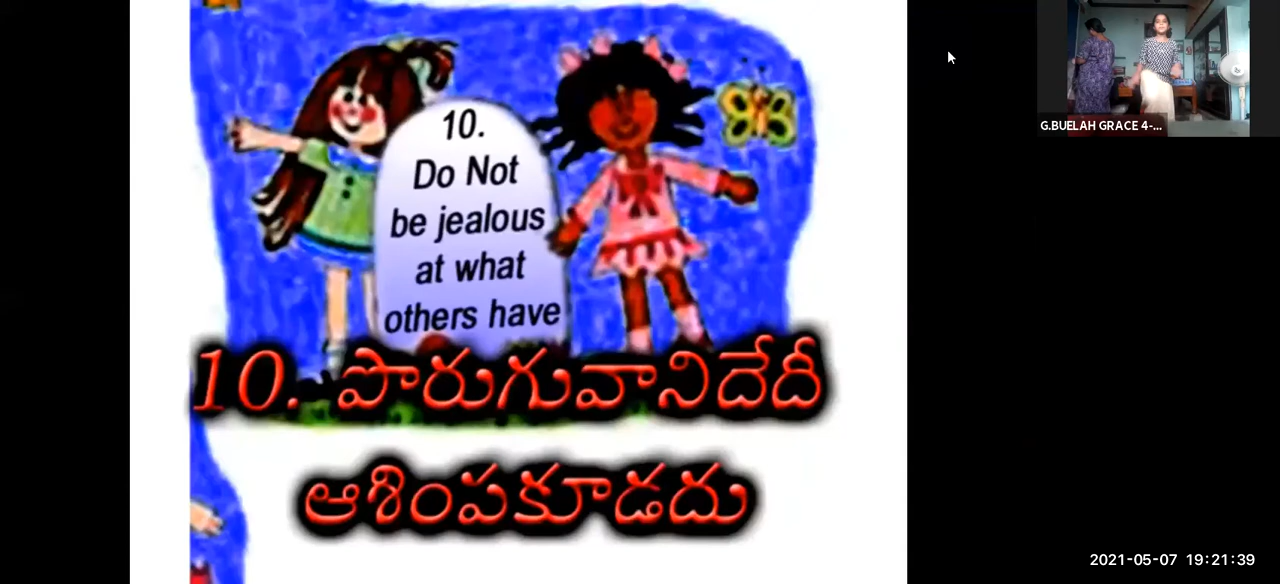 10.
Do Not
be jealous
at what
others have
10. పొరుగువానిదేదీ
ఆశింపకూడదు
G.BUELAH GRACE 4-...
2021-05-07 19:21:39